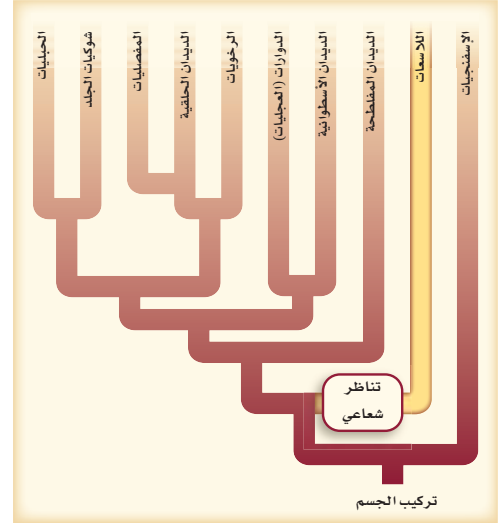 الإسفنجيات
اللاسعات
الديدان المفلطحة
الديدان الأسطوانية
الدوارات (العجليات)
الرخويات
الديدان الحلقية
المفصليات
شوكيات الجلد
الحبليات
تناظر
شعاعي
تركيب الجسم